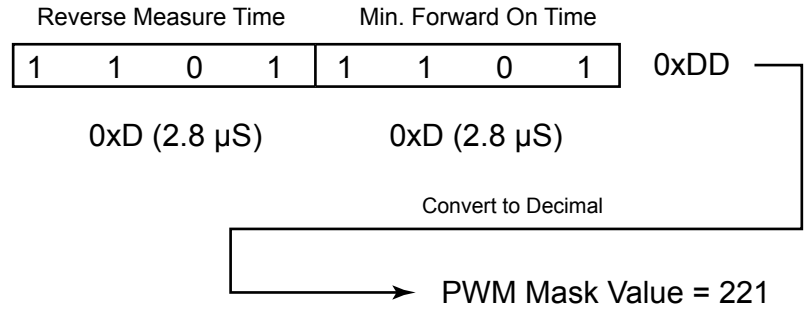 Reverse Measure Time Min. Forward On Time
1 1 0 1 1 1 0 1 0xDD
0xD (2.8 µS) 0xD (2.8 µS)
Convert to Decimal
PWM Mask Value = 221